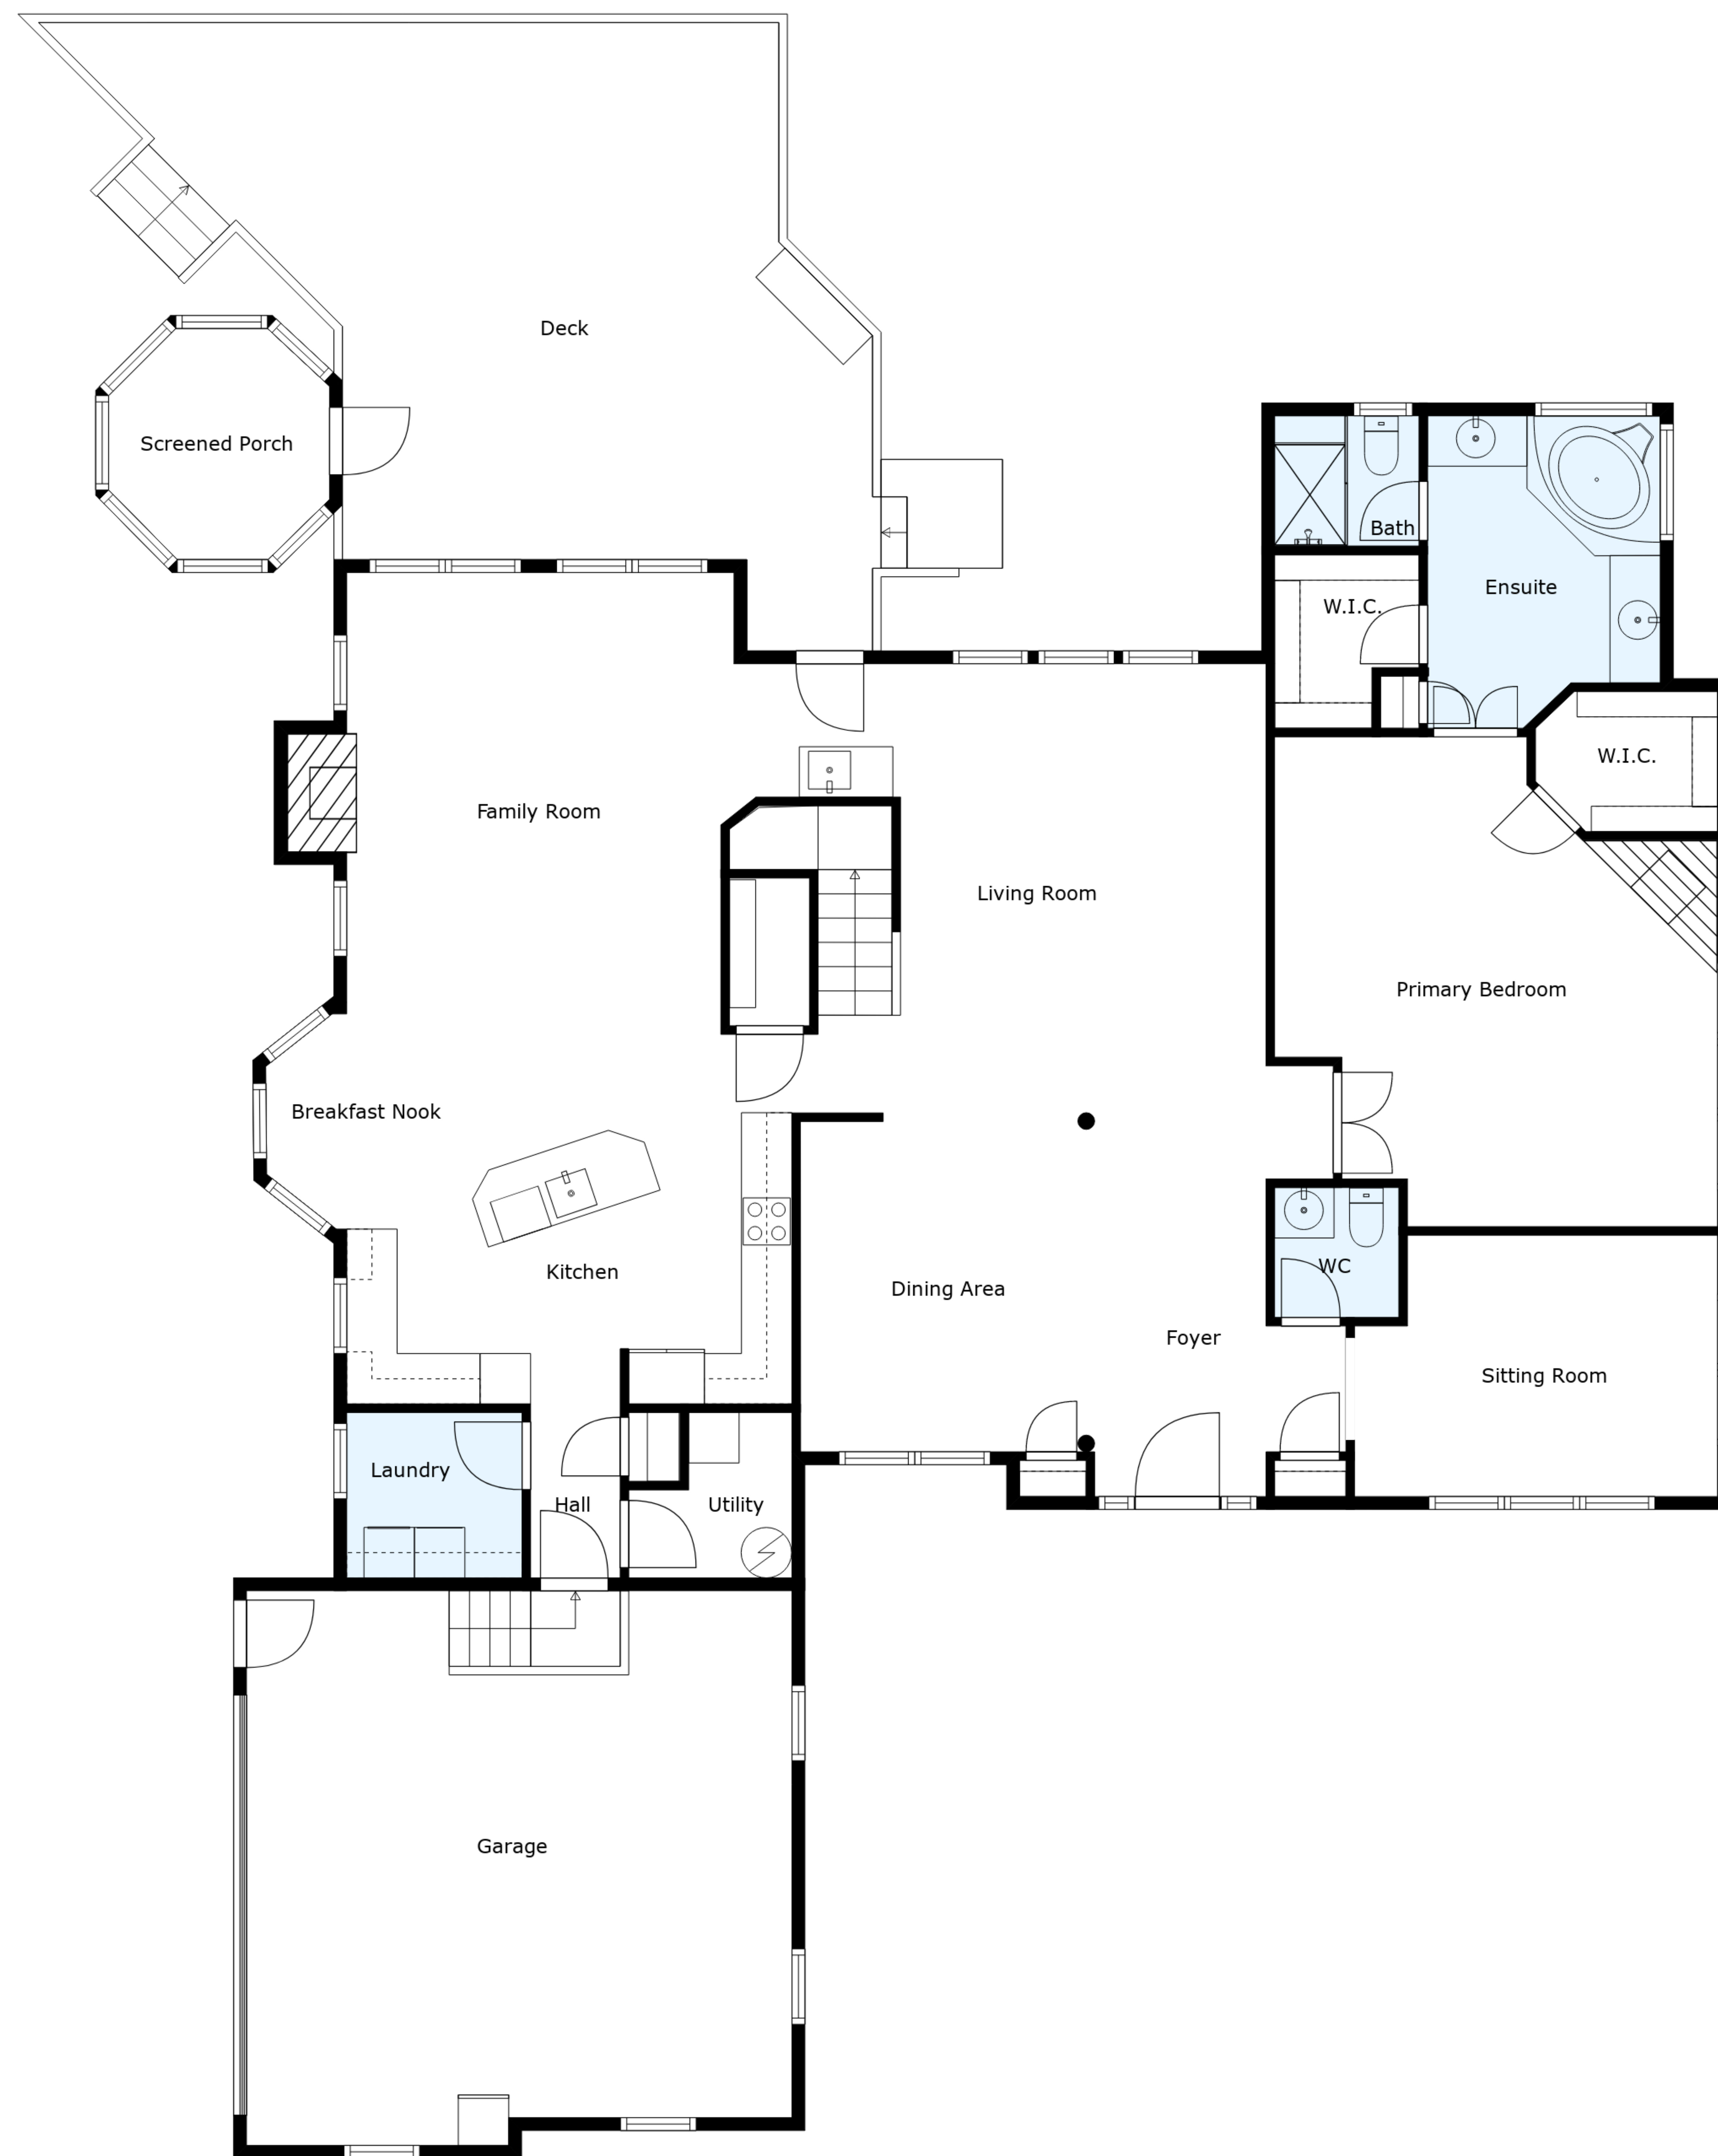 Deck
Screened Porch
Bath
Ensuite
W.I.C.
W.I.C.
Family Room
Living Room
Primary Bedroom
Breakfast Nook
Kitchen
WC
Dining Area
Foyer
Sitting Room
Laundry
Hall
Utility
Garage